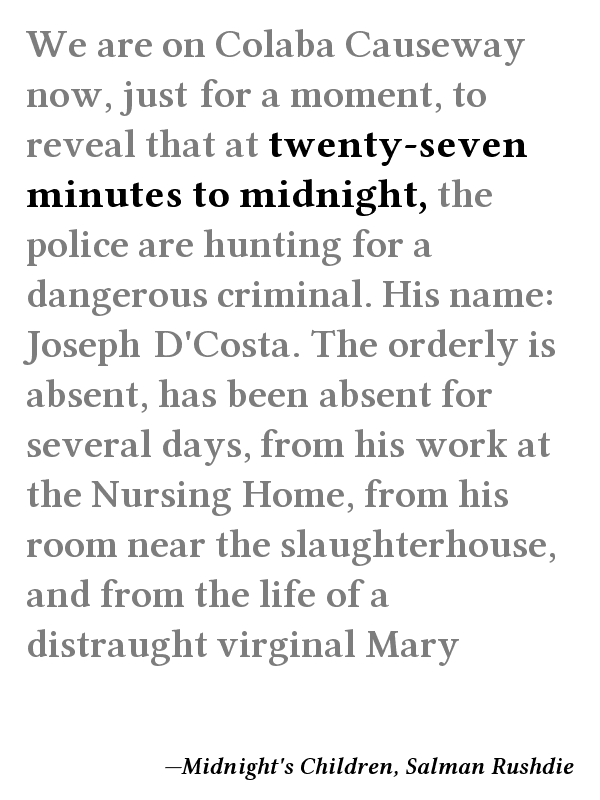 We are on Colaba Causeway
now, just for a moment, to
reveal that at twenty-seven
minutes to midnight, the
police are hunting for a
dangerous criminal. His name:
Joseph D'Costa. The orderly is
absent, has been absent for
several days, from his work at
the Nursing Home, from his
room near the slaughterhouse,
and from the life of a
distraught virginal Mary
—Midnight's Children, Salman Rushdie